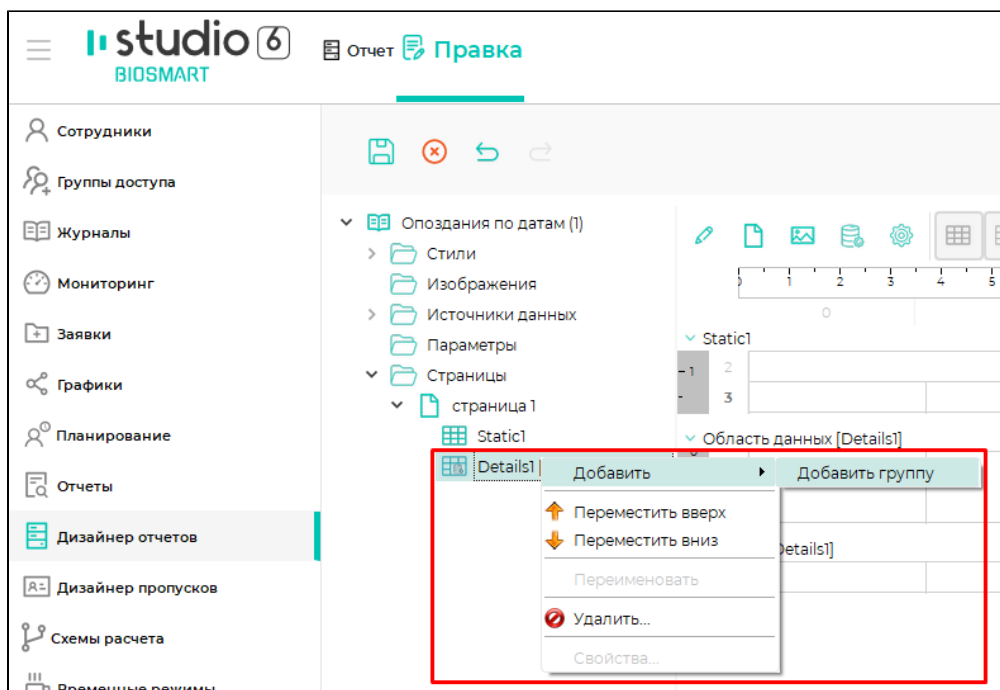 studio 6
BIOSMART
Отчет
Правка
Сотрудники
Группы доступа
Журналы
Мониторинг
Заявки
Графики
Планирование
Отчеты
Дизайнер отчетов
Дизайнер пропусков
Схемы расчета
Временные режимы
Опоздания по датам (1)
Стили
Изображения
Источники данных
Параметры
Страницы
страница 1
Static1
Details1
1 2 3 4 5
0
Static1
1
2
3
Область данных [Details1]
Details1]
Добавить
Добавить группу
Переместить вверх
Переместить вниз
Переименовать
Удалить...
Свойства...